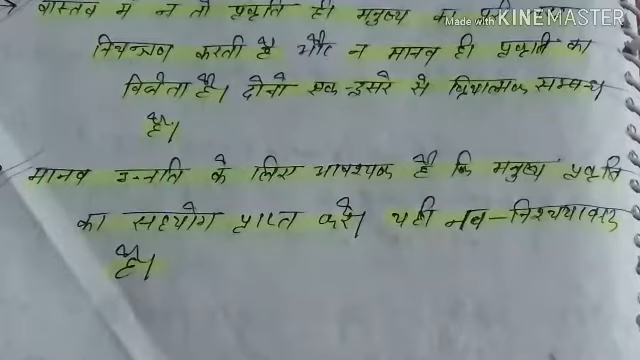 Made with KINEMASTER
वास्तव में न तो प्रकृति ही मनुष्य का
नियन्त्रण करती है और न मानव ही प्रकृति का
विजेता है। दोनो एक-दूसरे से क्रियात्मक सम्बन्ध
है।
मानव उन्नति के लिए आवश्यक है कि मनुष्य प्रकृति
का सहयोग प्राप्त करे। यही नव-निश्चयवाद
है।